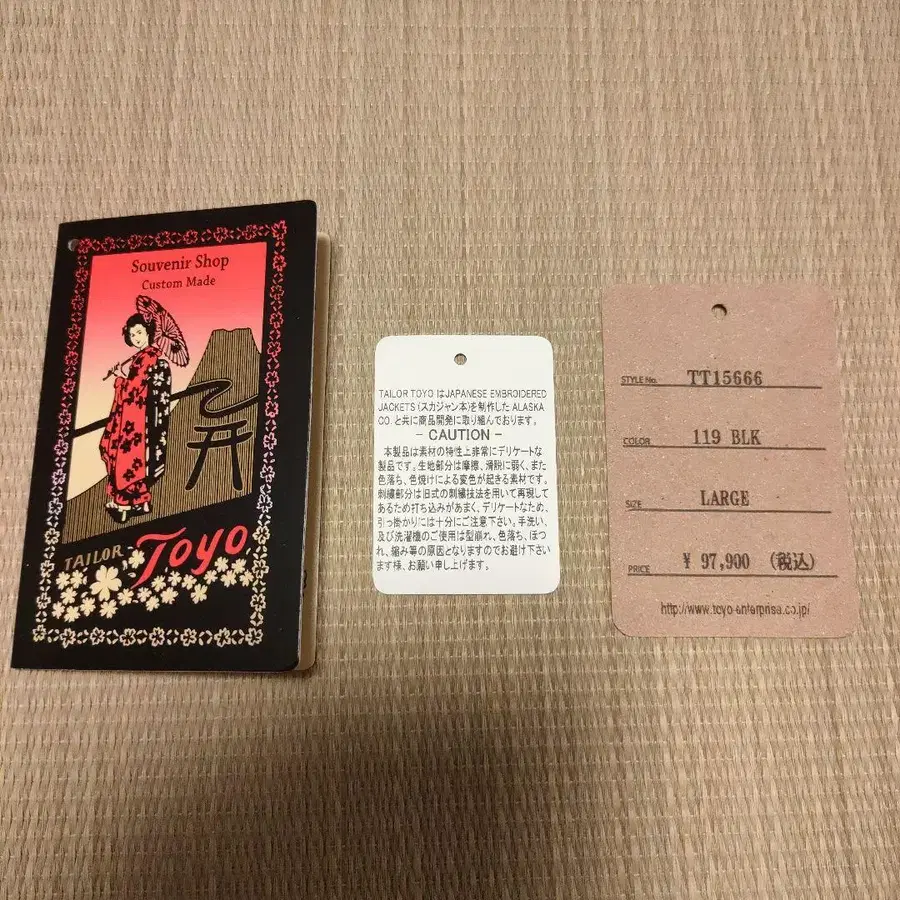 Souvenir Shop
Custom Made
TAILOR Toyo
TAILOR TOYO はJAPANESE EMBROIDERED
JACKETS (スカジャン本)を制作した ALASKA
CO. と共に商品開発に取り組んでおります。
- CAUTION -
本製品は素材の特性上非常にデリケートな
製品です。生地部分は摩擦、滑脱に弱く、また
色落ち、色焼けによる変色が起きる素材です。
刺繍部分は旧式の刺繍技法を用いて再現して
あるため打ち込みがあまく、デリケートなため、
引っ掛かりには十分にご注意下さい。手洗い、
及び洗濯機のご使用は型崩れ、色落ち、ほつ
れ、縮み等の原因となりますのでお避け下さい
ます様、お願い申し上げます。
STYLE No. TT15666
COLOR 119 BLK
SIZE LARGE
PRICE ¥ 97,900 (税込)
http://www.toyo-enterprise.co.jp/